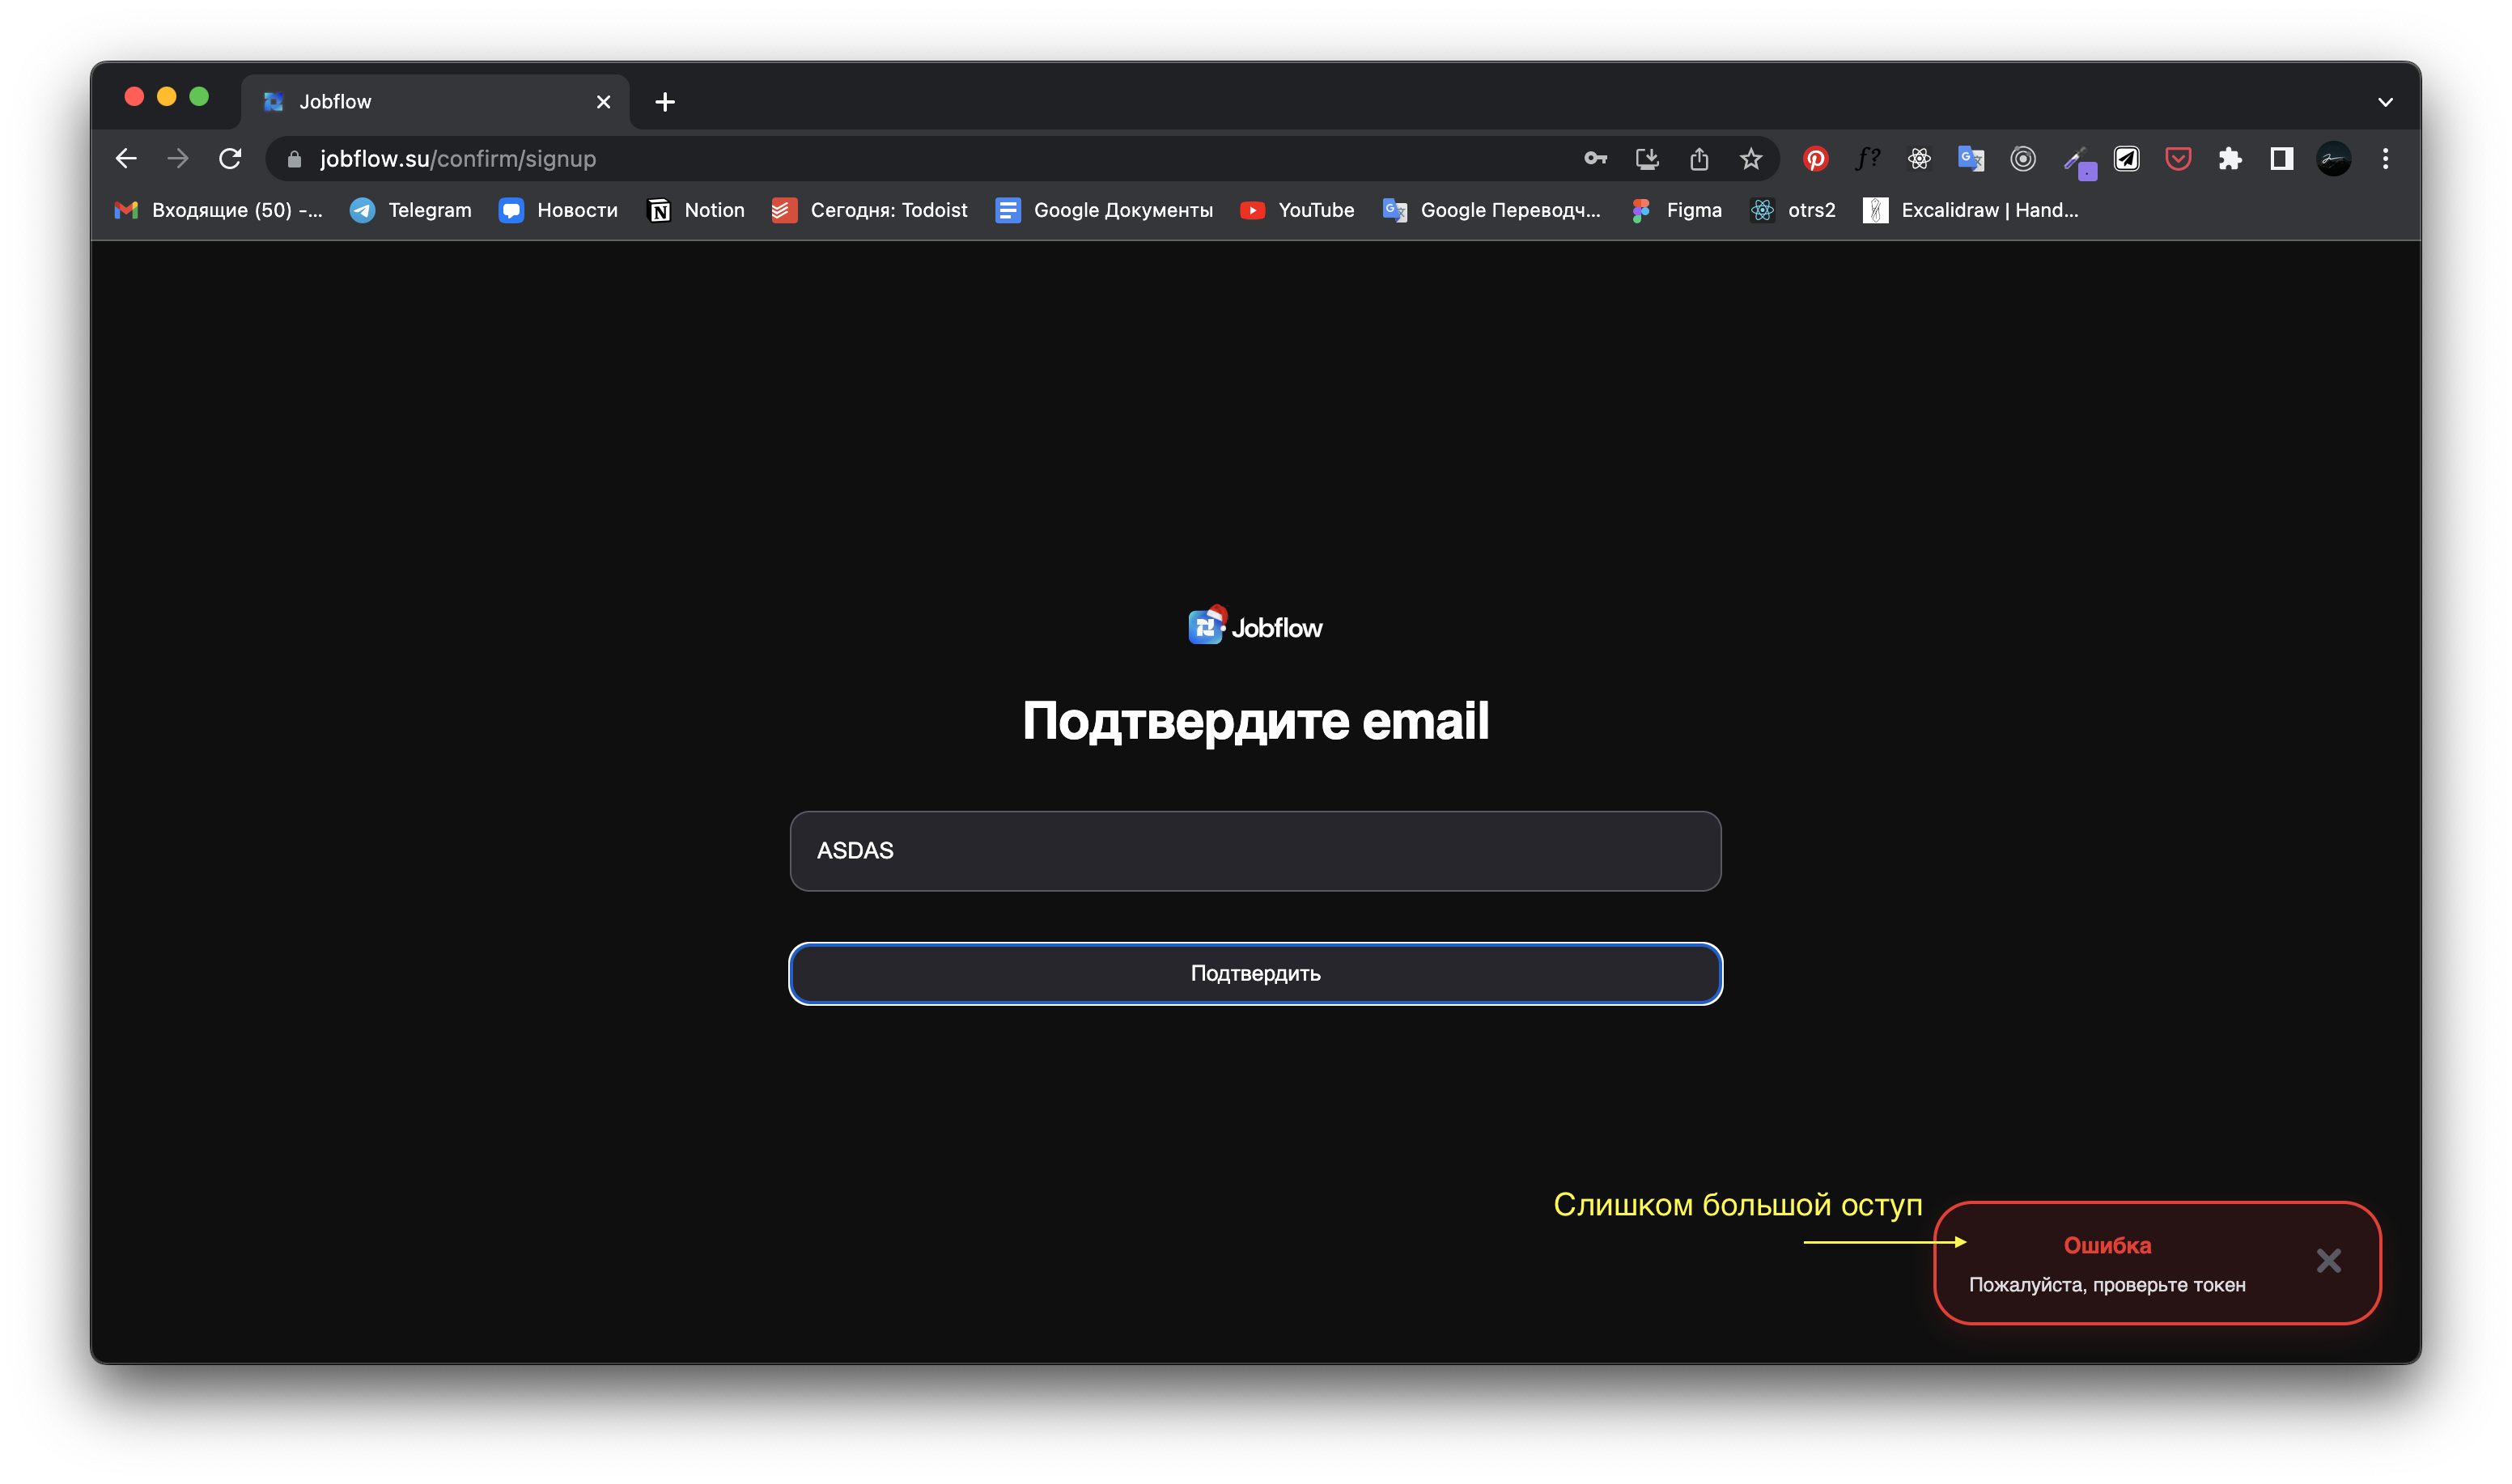 Jobflow
jobflow.su/confirm/signup
Входящие (50) -...
Telegram
Новости
Notion
Сегодня: Todoist
Google Документы
YouTube
Google Переводч...
Figma
otrs2
Excalidraw | Hand...
Jobflow
Подтвердите email
ASDAS
Подтвердить
Слишком большой оступ
Ошибка
Пожалуйста, проверьте токен